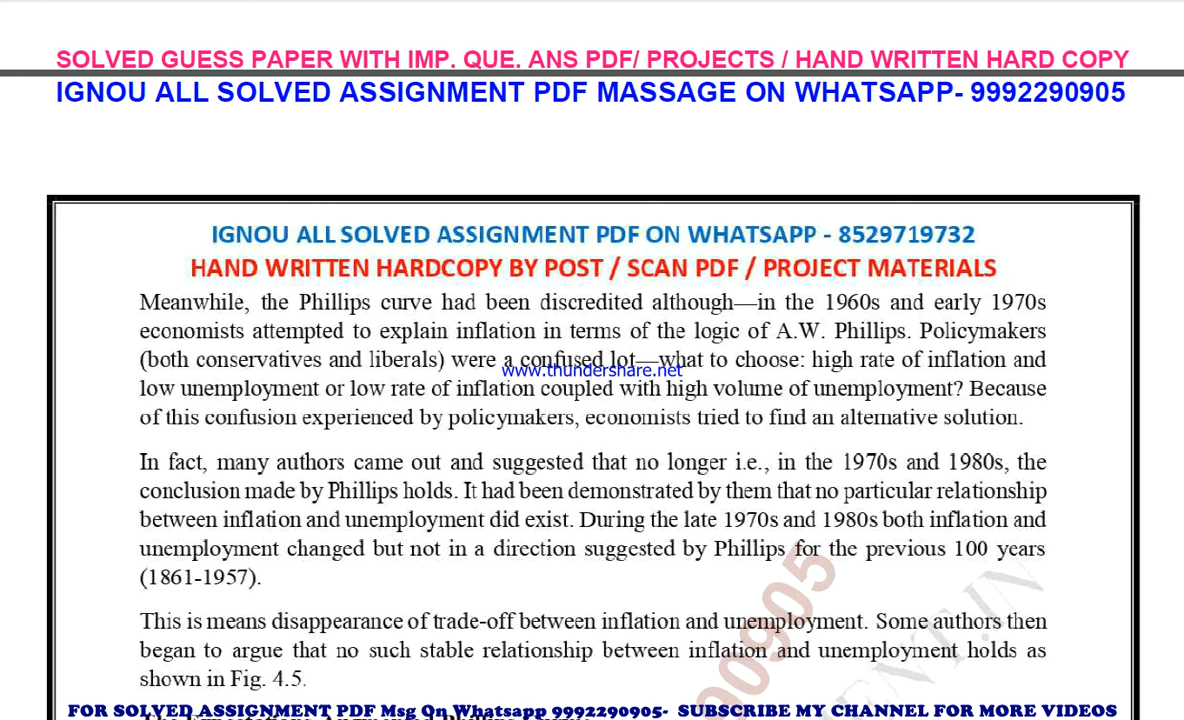 SOLVED GUESS PAPER WITH IMP. QUE. ANS PDF/ PROJECTS / HAND WRITTEN HARD COPY
IGNOU ALL SOLVED ASSIGNMENT PDF MASSAGE ON WHATSAPP- 9992290905
IGNOU ALL SOLVED ASSIGNMENT PDF ON WHATSAPP - 8529719732
HAND WRITTEN HARDCOPY BY POST / SCAN PDF / PROJECT MATERIALS
Meanwhile, the Phillips curve had been discredited although—in the 1960s and early 1970s
economists attempted to explain inflation in terms of the logic of A.W. Phillips. Policymakers
(both conservatives and liberals) were a confused lot—what to choose: high rate of inflation and
www.thundershare.net
low unemployment or low rate of inflation coupled with high volume of unemployment? Because
of this confusion experienced by policymakers, economists tried to find an alternative solution.
In fact, many authors came out and suggested that no longer i.e., in the 1970s and 1980s, the
conclusion made by Phillips holds. It had been demonstrated by them that no particular relationship
between inflation and unemployment did exist. During the late 1970s and 1980s both inflation and
unemployment changed but not in a direction suggested by Phillips for the previous 100 years
(1861-1957).
This is means disappearance of trade-off between inflation and unemployment. Some authors then
began to argue that no such stable relationship between inflation and unemployment holds as
shown in Fig. 4.5.
90905
ENT.IN
FOR SOLVED ASSIGNMENT PDF Msg On Whatsapp 9992290905- SUBSCRIBE MY CHANNEL FOR MORE VIDEOS